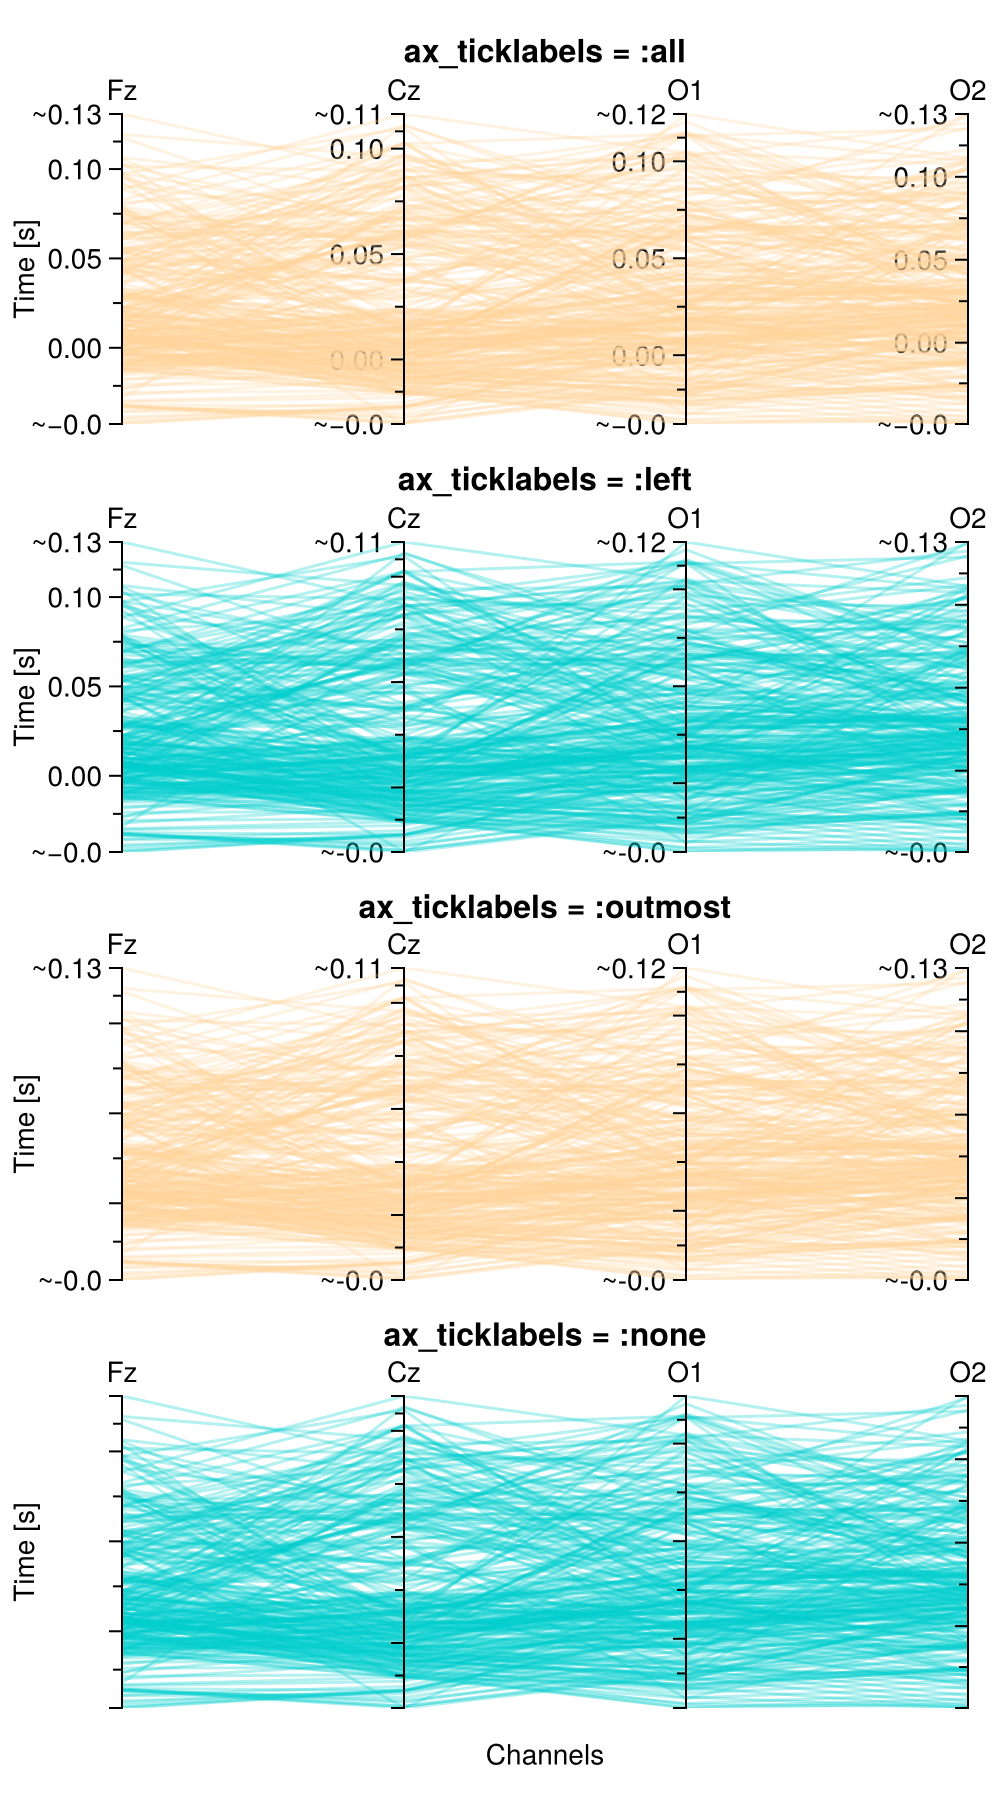 ax_ticklabels = :all
Fz Cz O1 O2
~0.13 ~0.11 ~0.12 ~0.13
0.10 0.10 0.10 0.10
0.05 0.05 0.05 0.05
0.00 0.00 0.00 0.00
~−0.0 ~−0.0 ~−0.0 ~−0.0
Time [s]
ax_ticklabels = :left
Fz Cz O1 O2
~0.13 ~0.11 ~0.12 ~0.13
0.10
0.05
0.00
~−0.0 ~-0.0 ~-0.0 ~-0.0
Time [s]
ax_ticklabels = :outmost
Fz Cz O1 O2
~0.13 ~0.11 ~0.12 ~0.13
~-0.0 ~-0.0 ~-0.0 ~-0.0
Time [s]
ax_ticklabels = :none
Fz Cz O1 O2
Time [s]
Channels